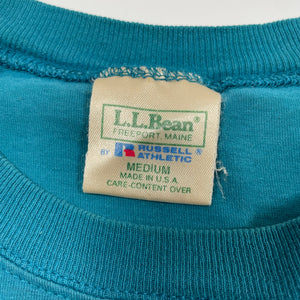 L.L.Bean®
FREEPORT, MAINE
BY RUSSELL ®
ATHLETIC
MEDIUM
MADE IN U.S.A.
CARE-CONTENT OVER